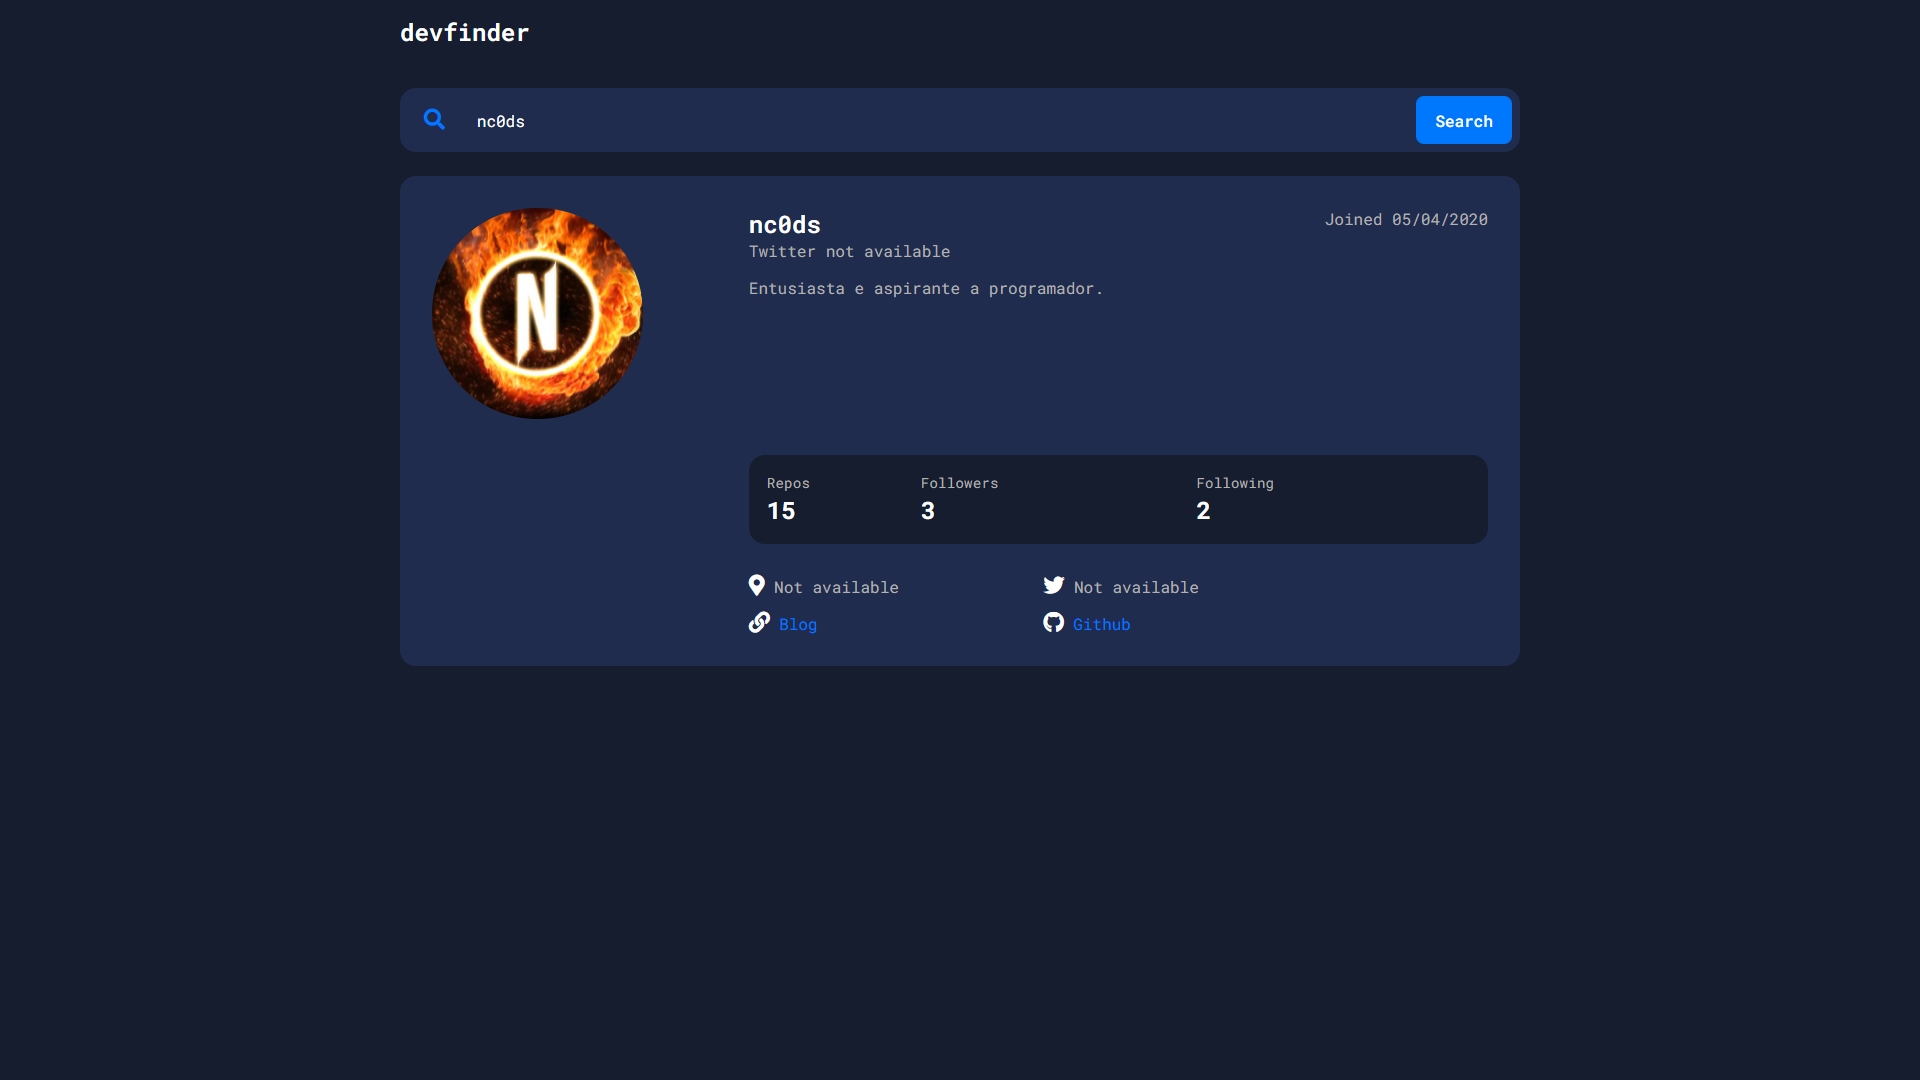 devfinder
nc0ds
Search
N
nc0ds
Joined 05/04/2020
Twitter not available
Entusiasta e aspirante a programador.
Repos Followers Following
15 3 2
Not available Not available
Blog Github